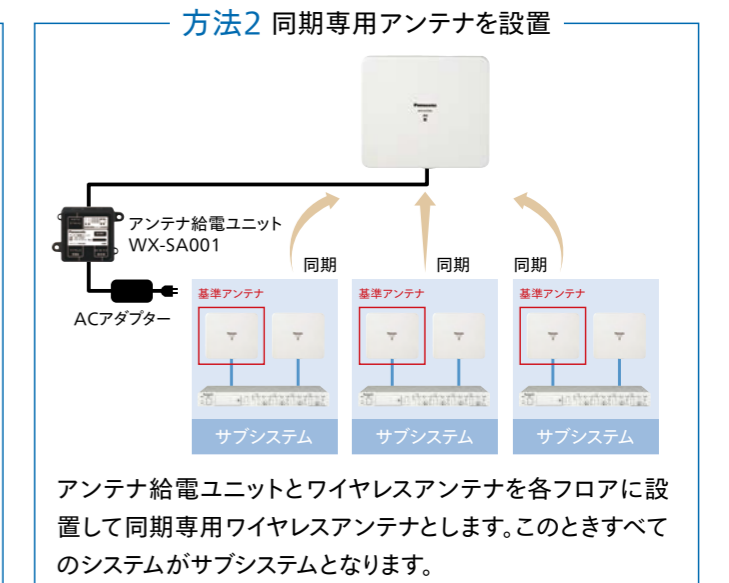 方法2 同期専用アンテナを設置
Panasonic
アンテナ給電ユニット
WX-SA001
ACアダプター
同期
同期
同期
基準アンテナ
基準アンテナ
基準アンテナ
サブシステム
サブシステム
サブシステム
アンテナ給電ユニットとワイヤレスアンテナを各フロアに設
置して同期専用ワイヤレスアンテナとします。このときすべて
のシステムがサブシステムとなります。